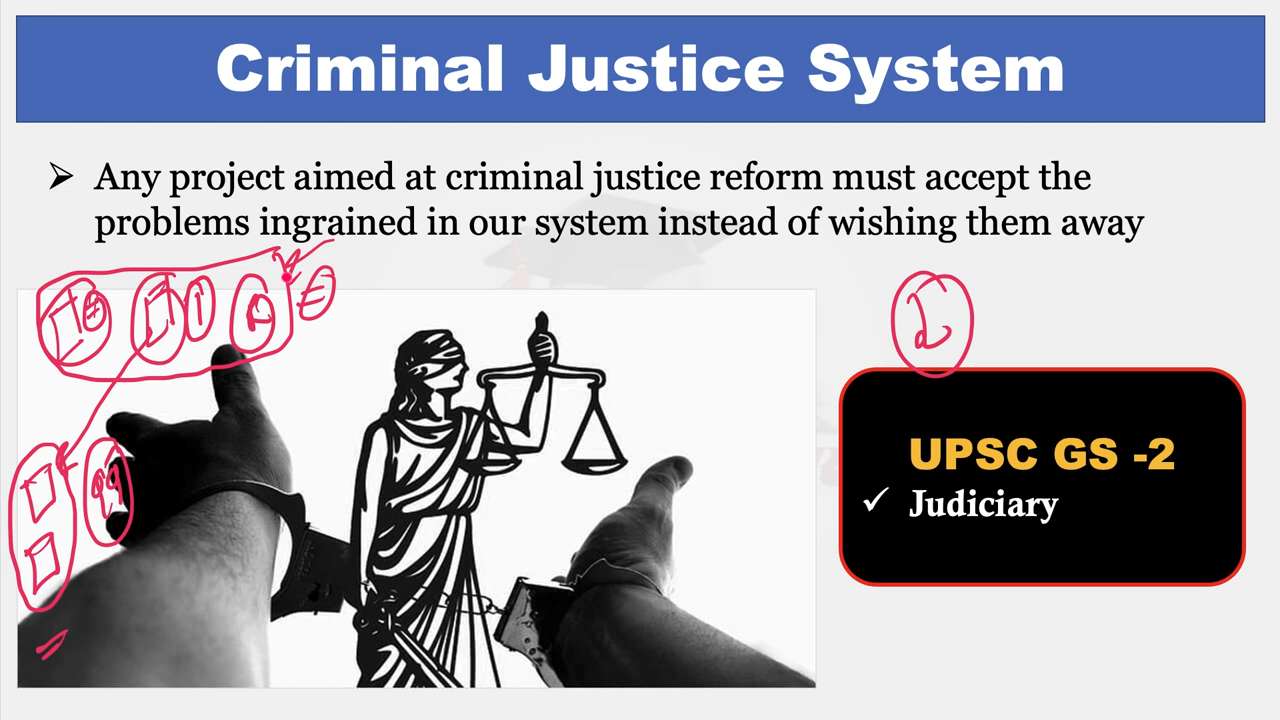 Criminal Justice System
➢ Any project aimed at criminal justice reform must accept the
problems ingrained in our system instead of wishing them away
UPSC GS -2
✓ Judiciary